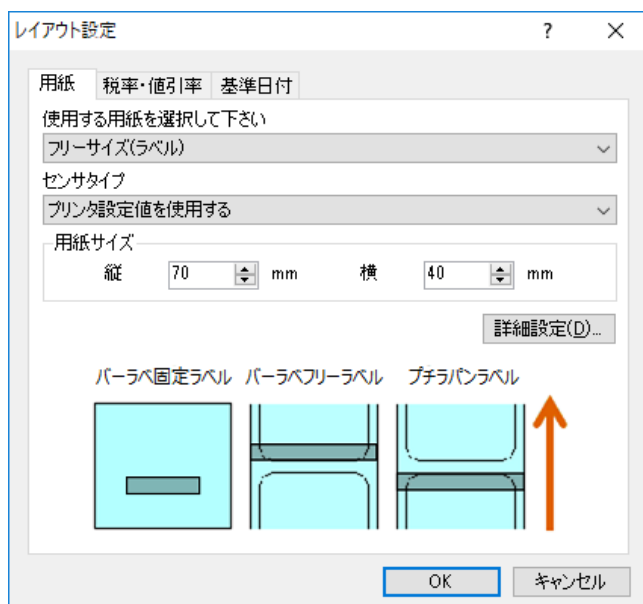 レイアウト設定 ? ×
用紙 税率・値引率 基準日付
使用する用紙を選択して下さい
フリーサイズ(ラベル)
センサタイプ
プリンタ設定値を使用する
用紙サイズ
縦 70 mm 横 40 mm
詳細設定(D)...
バーラベ固定ラベル バーラベフリーラベル プチラパンラベル
OK キャンセル